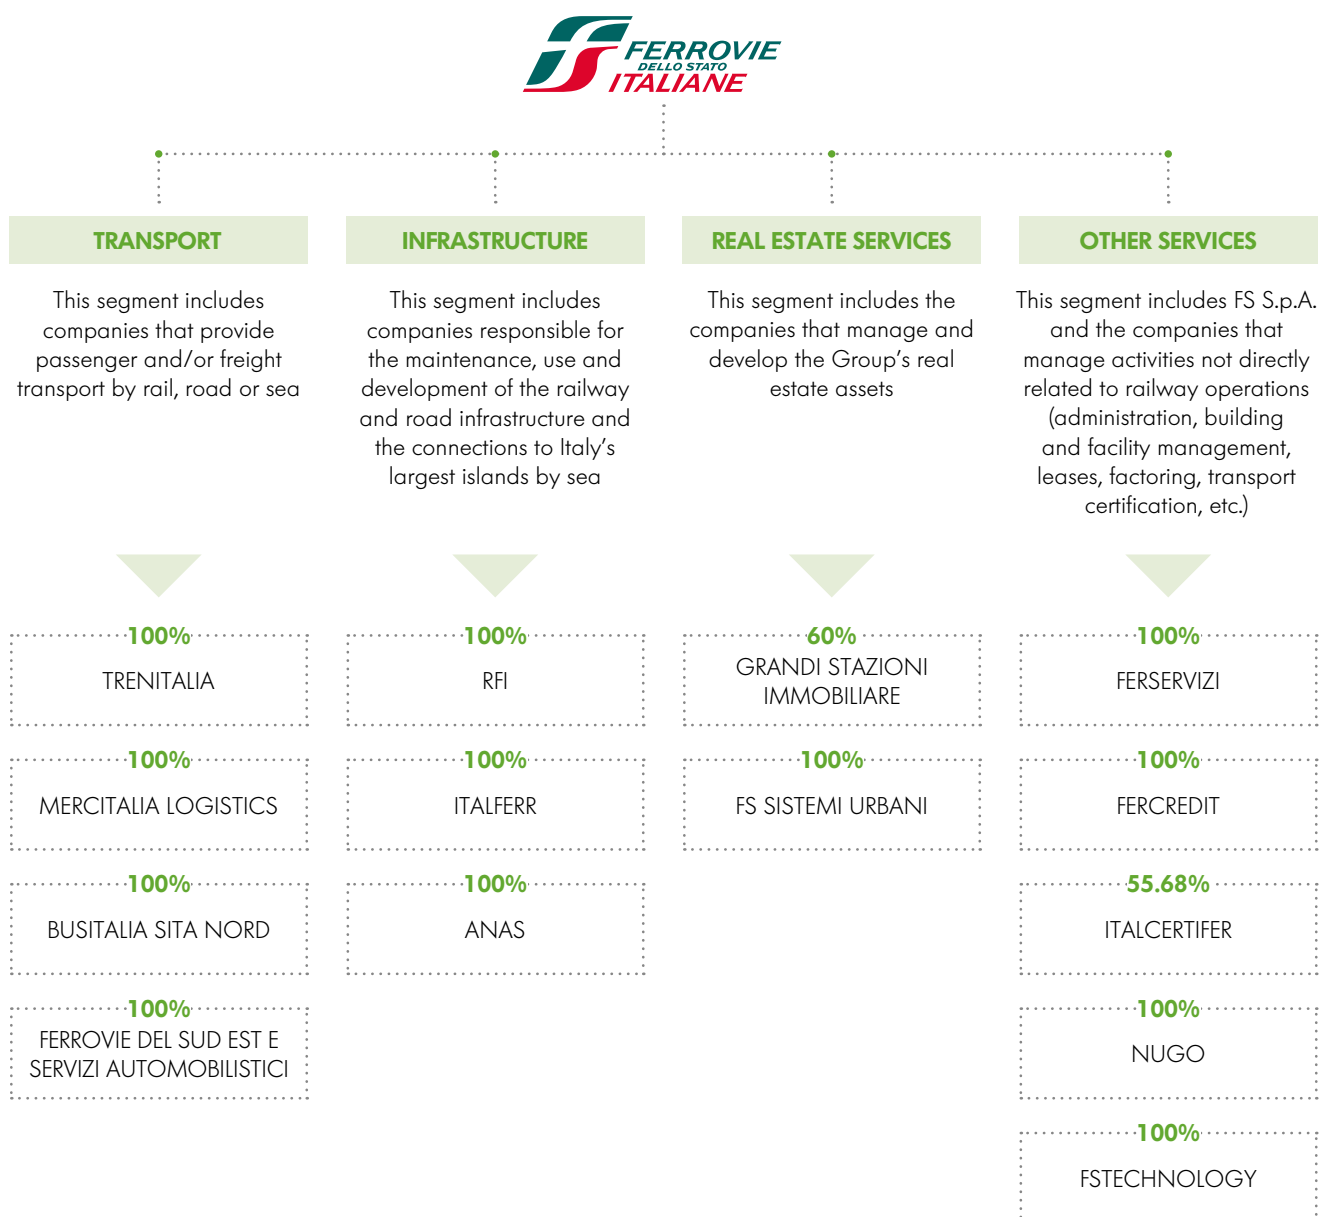 FERROVIE
DELLO STATO
ITALIANE
TRANSPORT
This segment includes
companies that provide
passenger and/or freight
transport by rail, road or sea
100%
TRENITALIA
100%
MERCITALIA LOGISTICS
100%
BUSITALIA SITA NORD
100%
FERROVIE DEL SUD EST E
SERVIZI AUTOMOBILISTICI
INFRASTRUCTURE
This segment includes
companies responsible for
the maintenance, use and
development of the railway
and road infrastructure and
the connections to Italy's
largest islands by sea
100%
RFI
100%
ITALFERR
100%
ANAS
REAL ESTATE SERVICES
This segment includes the
companies that manage and
develop the Group's real
estate assets
60%
GRANDI STAZIONI
IMMOBILIARE
100%
FS SISTEMI URBANI
OTHER SERVICES
This segment includes FS S.p.A.
and the companies that
manage activities not directly
related to railway operations
(administration, building
and facility management,
leases, factoring, transport
certification, etc.)
100%
FERSERVIZI
100%
FERCREDIT
55.68%
ITALCERTIFER
100%
NUGO
100%
FSTECHNOLOGY